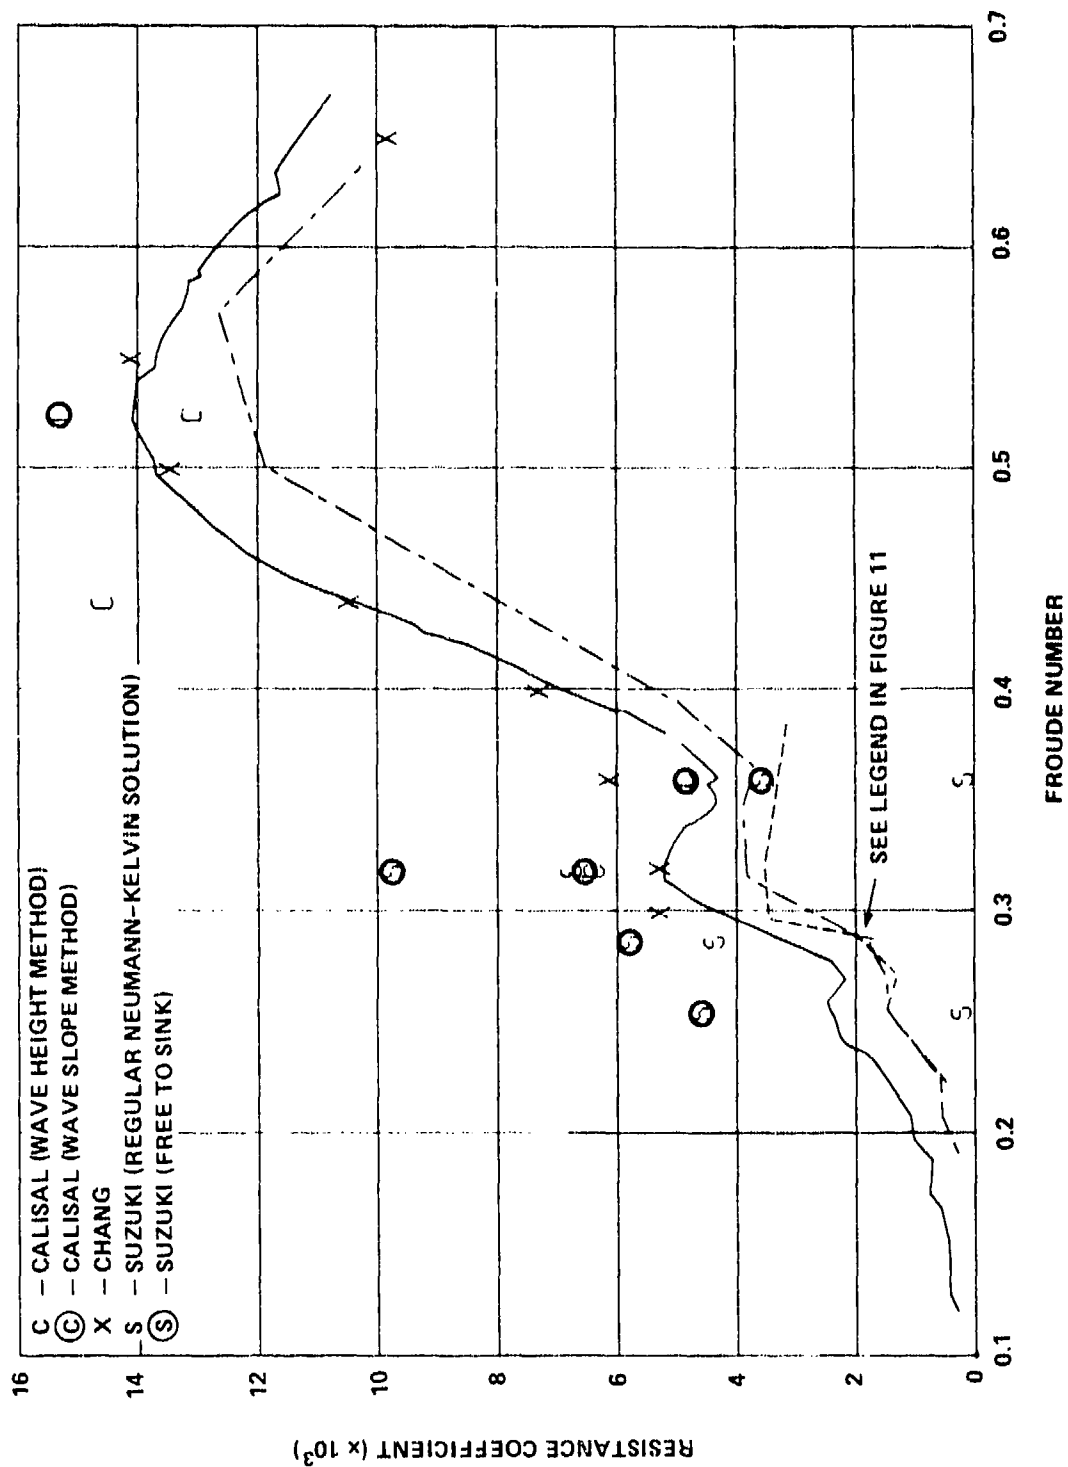 C – CALISAL (WAVE HEIGHT METHOD)
Ⓒ – CALISAL (WAVE SLOPE METHOD)
X – CHANG
S – SUZUKI (REGULAR NEUMANN-KELVIN SOLUTION)
Ⓢ – SUZUKI (FREE TO SINK)
SEE LEGEND IN FIGURE 11
RESISTANCE COEFFICIENT (x 10³)
16
14
12
10
8
6
4
2
0
0.1
0.2
0.3
0.4
0.5
0.6
0.7
FROUDE NUMBER